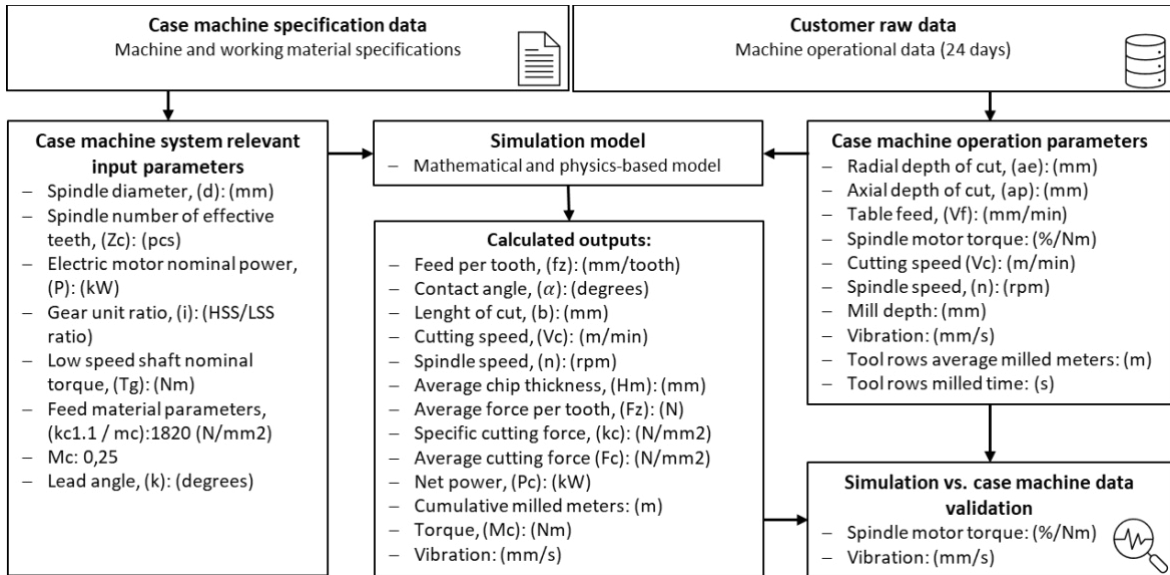 Case machine specification data
Machine and working material specifications
Customer raw data
Machine operational data (24 days)
Case machine system relevant
input parameters
– Spindle diameter, (d): (mm)
– Spindle number of effective
teeth, (Zc): (pcs)
– Electric motor nominal power,
(P): (kW)
– Gear unit ratio, (i): (HSS/LSS
ratio)
– Low speed shaft nominal
torque, (Tg): (Nm)
– Feed material parameters,
(kc1.1 / mc):1820 (N/mm2)
– Mc: 0,25
– Lead angle, (k): (degrees)
Simulation model
– Mathematical and physics-based model
Calculated outputs:
– Feed per tooth, (fz): (mm/tooth)
– Contact angle, (α): (degrees)
– Lenght of cut, (b): (mm)
– Cutting speed, (Vc): (m/min)
– Spindle speed, (n): (rpm)
– Average chip thickness, (Hm): (mm)
– Average force per tooth, (Fz): (N)
– Specific cutting force, (kc): (N/mm2)
– Average cutting force (Fc): (N/mm2)
– Net power, (Pc): (kW)
– Cumulative milled meters: (m)
– Torque, (Mc): (Nm)
– Vibration: (mm/s)
Case machine operation parameters
– Radial depth of cut, (ae): (mm)
– Axial depth of cut, (ap): (mm)
– Table feed, (Vf): (mm/min)
– Spindle motor torque: (%/Nm)
– Cutting speed (Vc): (m/min)
– Spindle speed, (n): (rpm)
– Mill depth: (mm)
– Vibration: (mm/s)
– Tool rows average milled meters: (m)
– Tool rows milled time: (s)
Simulation vs. case machine data
validation
– Spindle motor torque: (%/Nm)
– Vibration: (mm/s)